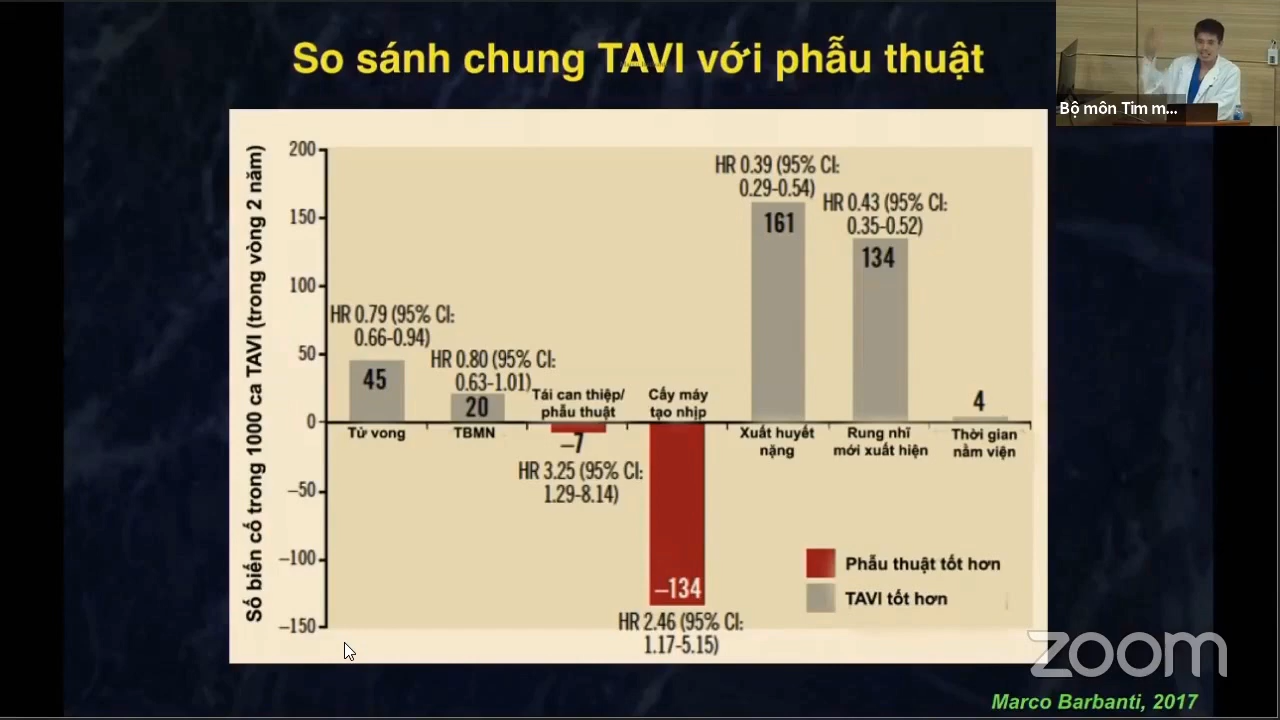 So sánh chung TAVI với phẫu thuật
Bộ môn Tim m...
Số biến cố trong 1000 ca TAVI (trong vòng 2 năm)
200
150
100
50
0
–50
–100
–150
HR 0.79 (95% CI:
0.66-0.94)
45
Tử vong
HR 0.80 (95% CI:
0.63-1.01)
20
TBMN
Tái can thiệp/
phẫu thuật
–7
HR 3.25 (95% CI:
1.29-8.14)
Cấy máy
tạo nhịp
–134
HR 2.46 (95% CI:
1.17-5.15)
HR 0.39 (95% CI:
0.29-0.54)
161
Xuất huyết
nặng
HR 0.43 (95% CI:
0.35-0.52)
134
Rung nhĩ
mới xuất hiện
4
Thời gian
nằm viện
Phẫu thuật tốt hơn
TAVI tốt hơn
zoom
Marco Barbanti, 2017